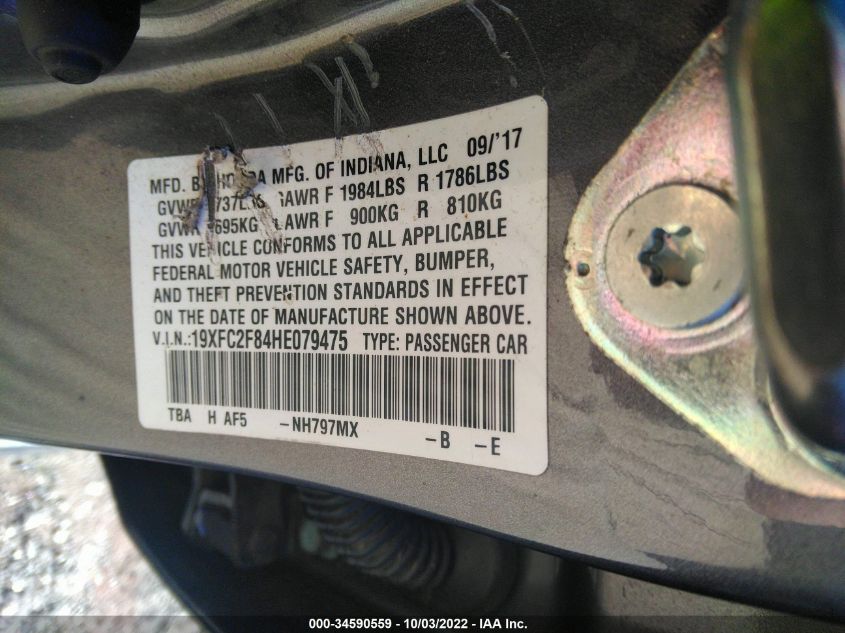 MFD. B HONDA MFG. OF INDIANA, LLC 09/'17
GAWR F 1984LBS R 1786LBS
695KG GAWR F 900KG R 810KG
THIS VEHICLE CONFORMS TO ALL APPLICABLE
FEDERAL MOTOR VEHICLE SAFETY, BUMPER,
AND THEFT PREVENTION STANDARDS IN EFFECT
ON THE DATE OF MANUFACTURE SHOWN ABOVE.
V.I.N.:19XFC2F84HE079475 TYPE: PASSENGER CAR
TBA H AF5 -NH797MX -B -E
000-34590559 - 10/03/2022 - IAA Inc.